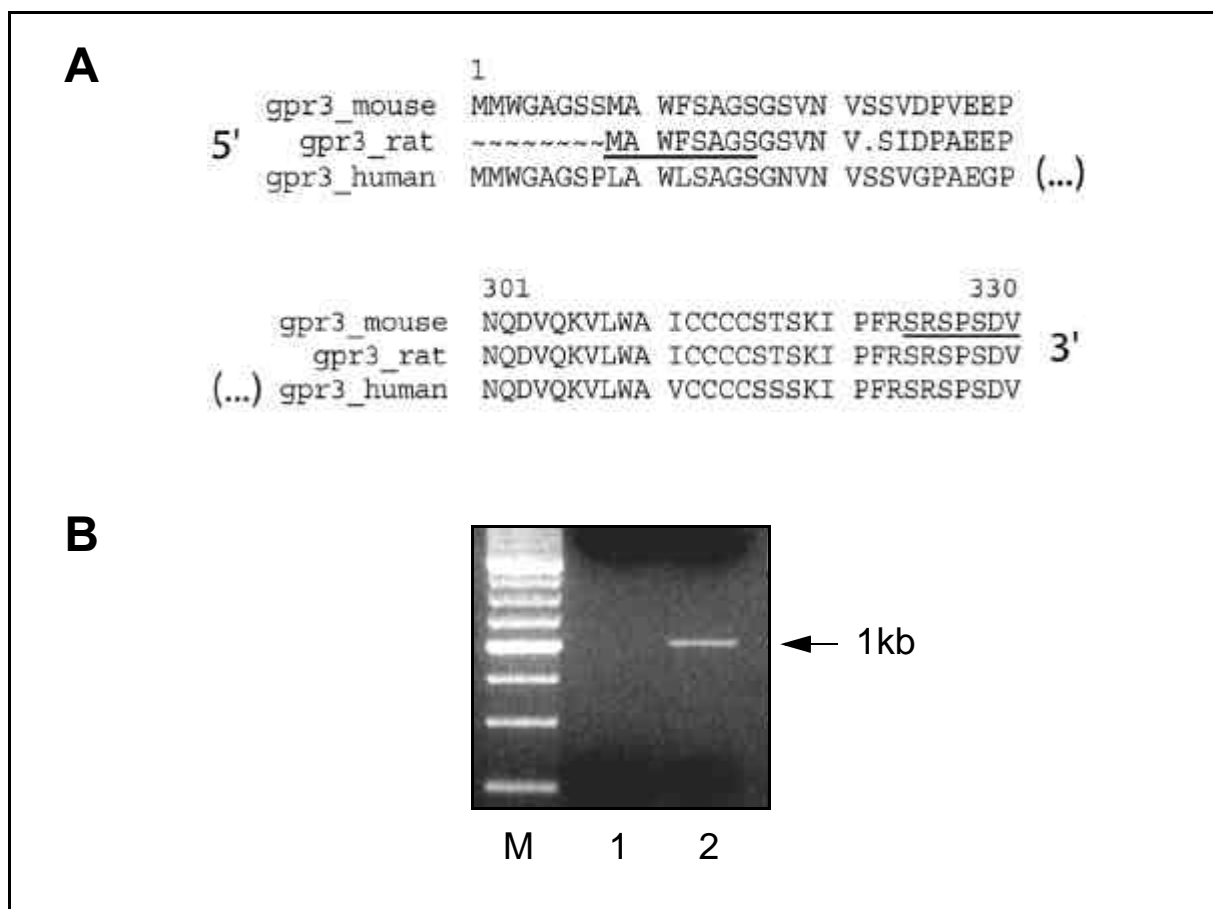 A
1
gpr3_mouse MMWGAGSSMA WFSAGSGSVN VSSVDPVEEP
5' gpr3_rat ~~~~~~~~MA WFSAGSGSVN V.SIDPAEEP
gpr3_human MMWGAGSPLA WLSAGSGNVN VSSVGPAEGP (...)
301 330
gpr3_mouse NQDVQKVLWA ICCCCSTSKI PFRSRSPSDV
gpr3_rat NQDVQKVLWA ICCCCSTSKI PFRSRSPSDV 3'
(...) gpr3_human NQDVQKVLWA VCCCCSSSKI PFRSRSPSDV
B
1kb
M 1 2